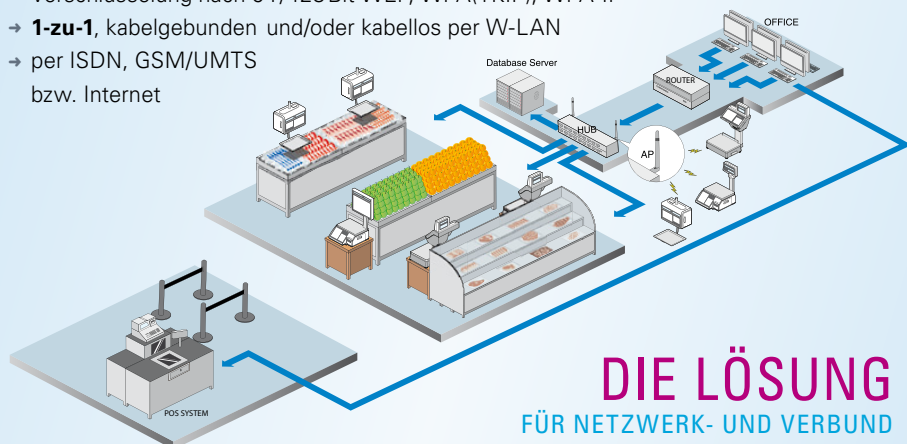 → 1-zu-1, kabelgebunden und/oder kabellos per W-LAN
→ per ISDN, GSM/UMTS
bzw. Internet
OFFICE
Database Server
ROUTER
HUB
AP
POS SYSTEM
DIE LÖSUNG
FÜR NETZWERK- UND VERBUND